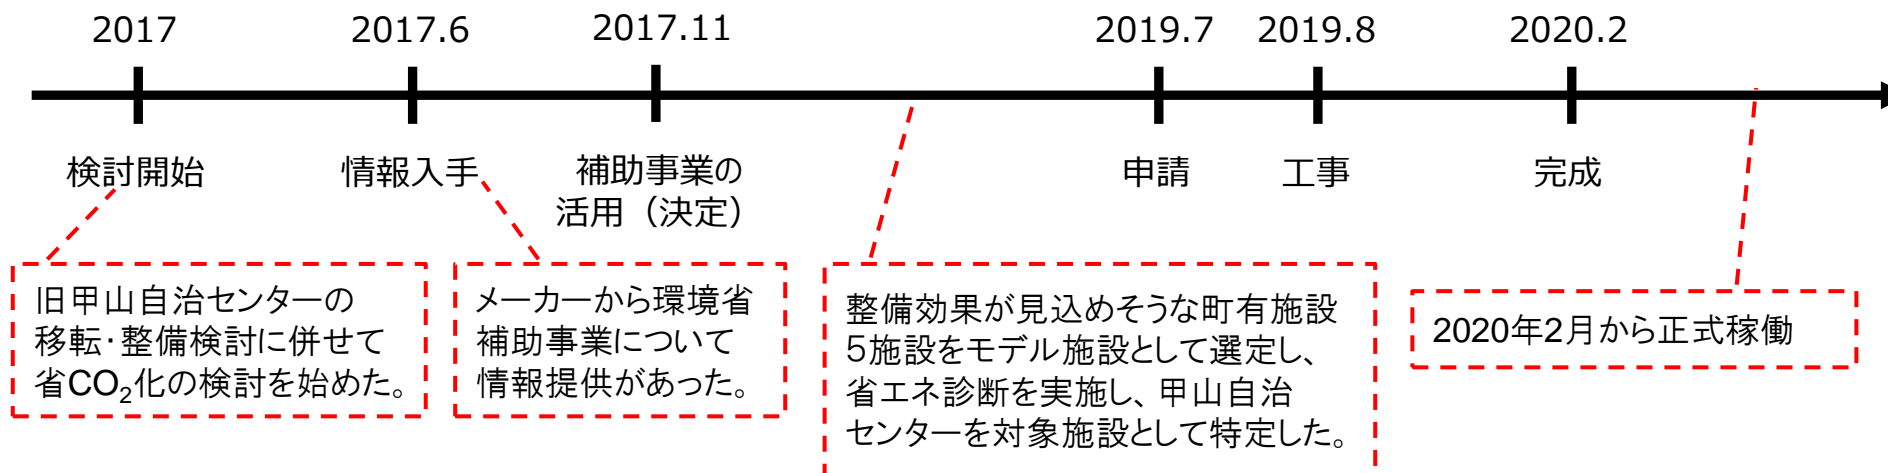 2017
2017.6
2017.11
2019.7
2019.8
2020.2
検討開始
情報入手
補助事業の
活用（決定）
申請
工事
完成
旧甲山自治センターの
移転･整備検討に併せて
省CO₂化の検討を始めた。
メーカーから環境省
補助事業について
情報提供があった。
整備効果が見込めそうな町有施設
５施設をモデル施設として選定し、
省エネ診断を実施し、甲山自治
センターを対象施設として特定した。
2020年2月から正式稼働